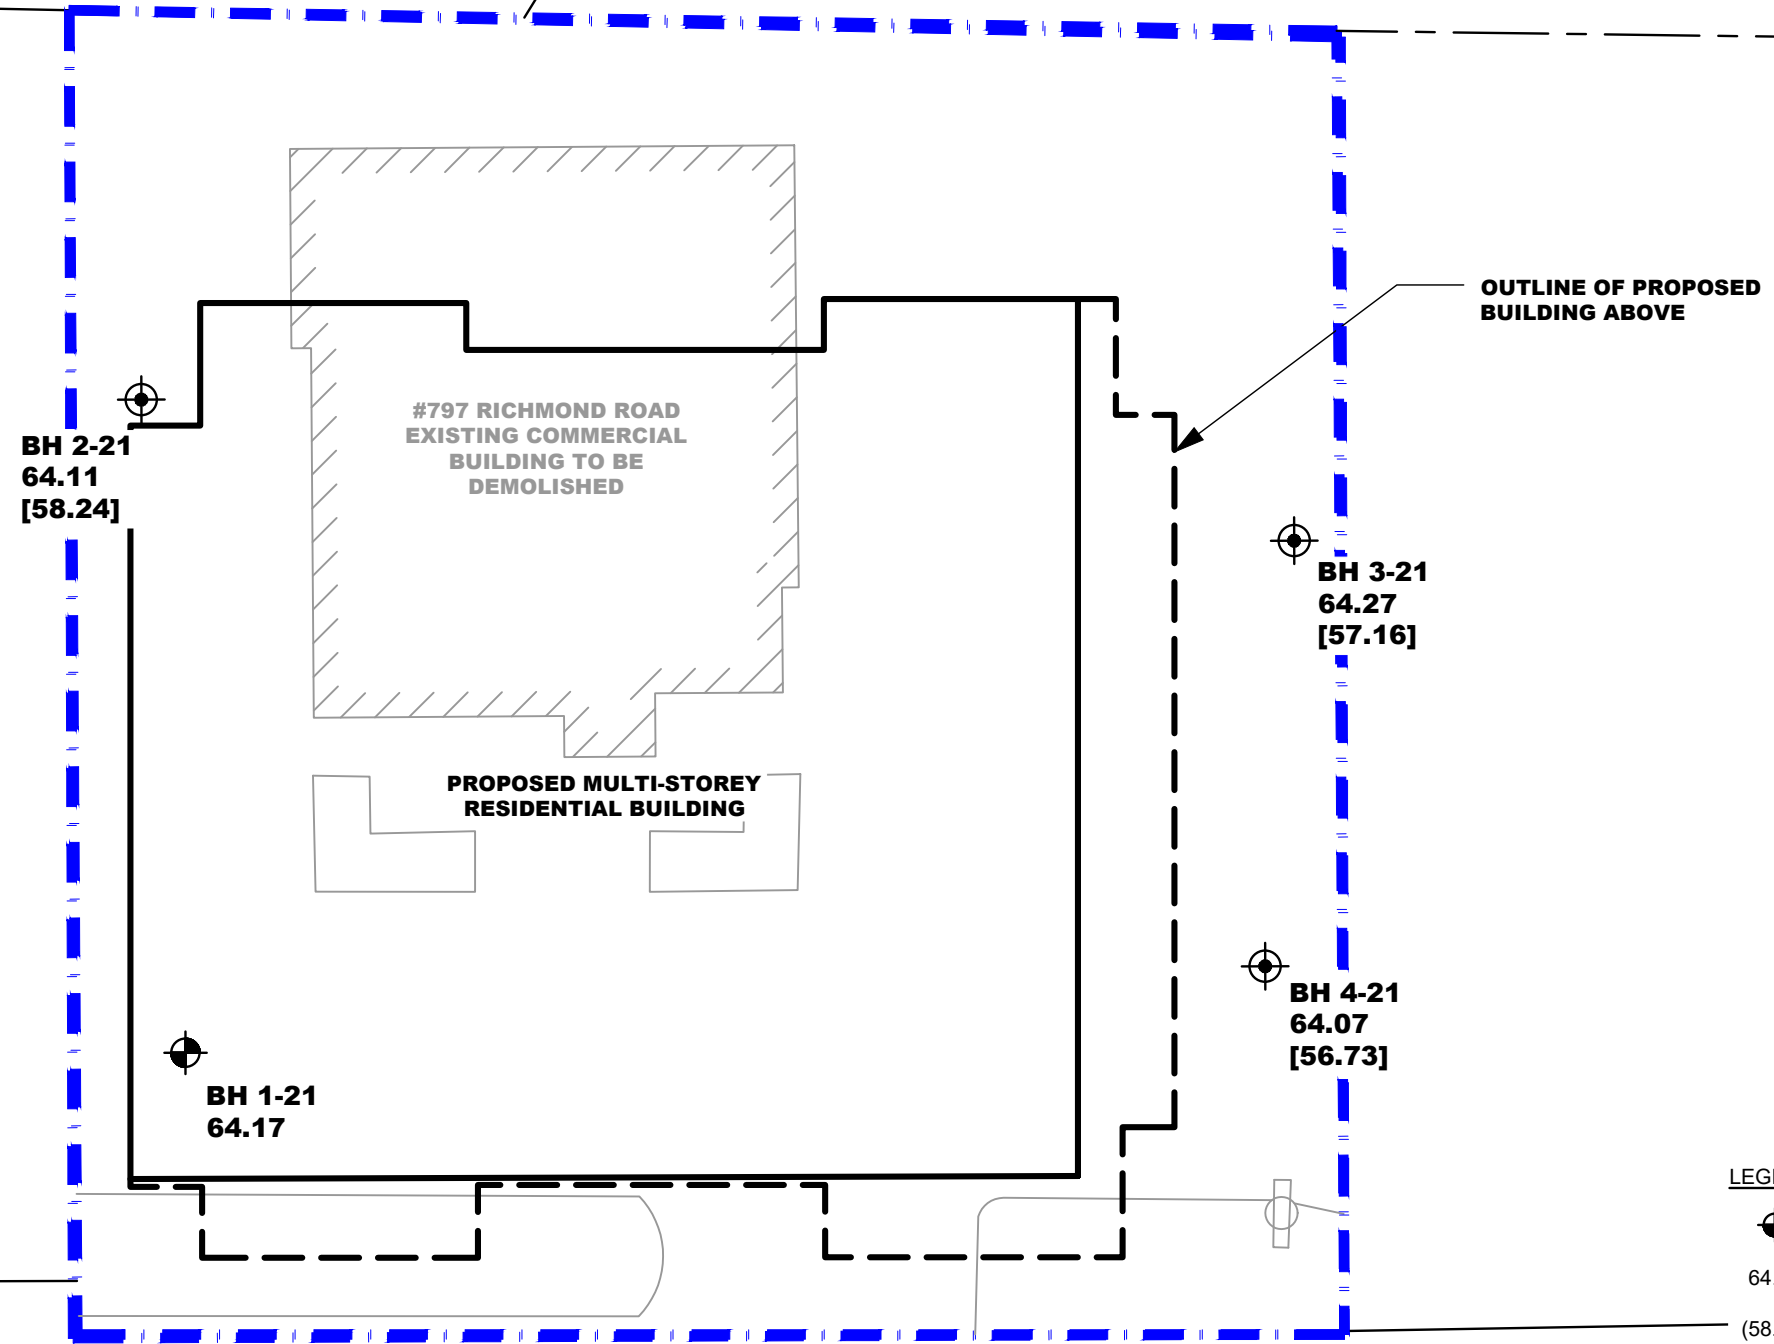 OUTLINE OF PROPOSED
BUILDING ABOVE
#797 RICHMOND ROAD
EXISTING COMMERCIAL
BUILDING TO BE
DEMOLISHED
BH 2-21
64.11
[58.24]
BH 3-21
64.27
[57.16]
PROPOSED MULTI-STOREY
RESIDENTIAL BUILDING
BH 4-21
64.07
[56.73]
BH 1-21
64.17